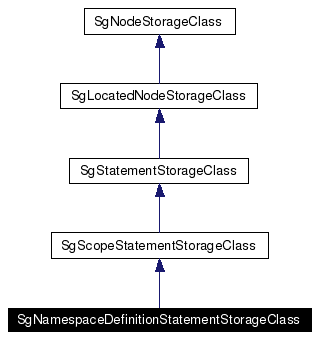 SgNodeStorageClass
SgLocatedNodeStorageClass
SgStatementStorageClass
SgScopeStatementStorageClass
SgNamespaceDefinitionStatementStorageClass